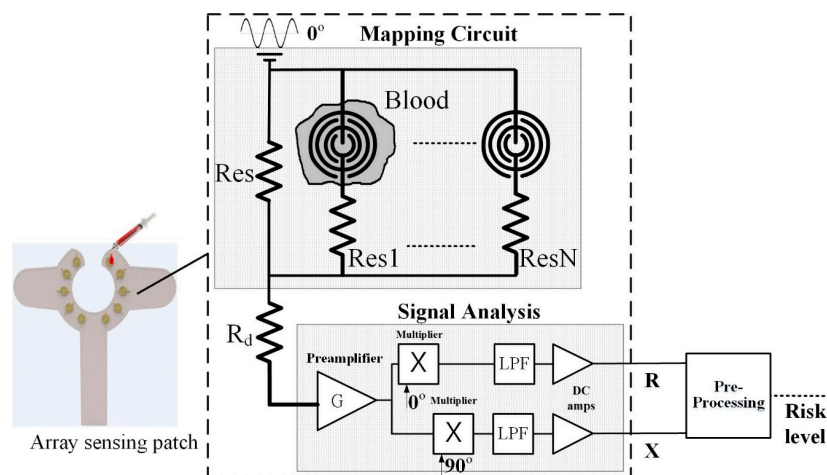 0°
Mapping Circuit
Blood
Res
Res1
ResN
Signal Analysis
R_d
Preamplifier
Multiplier
X
LPF
DC
amps
R
G
0°
Multiplier
X
LPF
X
90°
Pre-
Processing
Risk
level
Array sensing patch